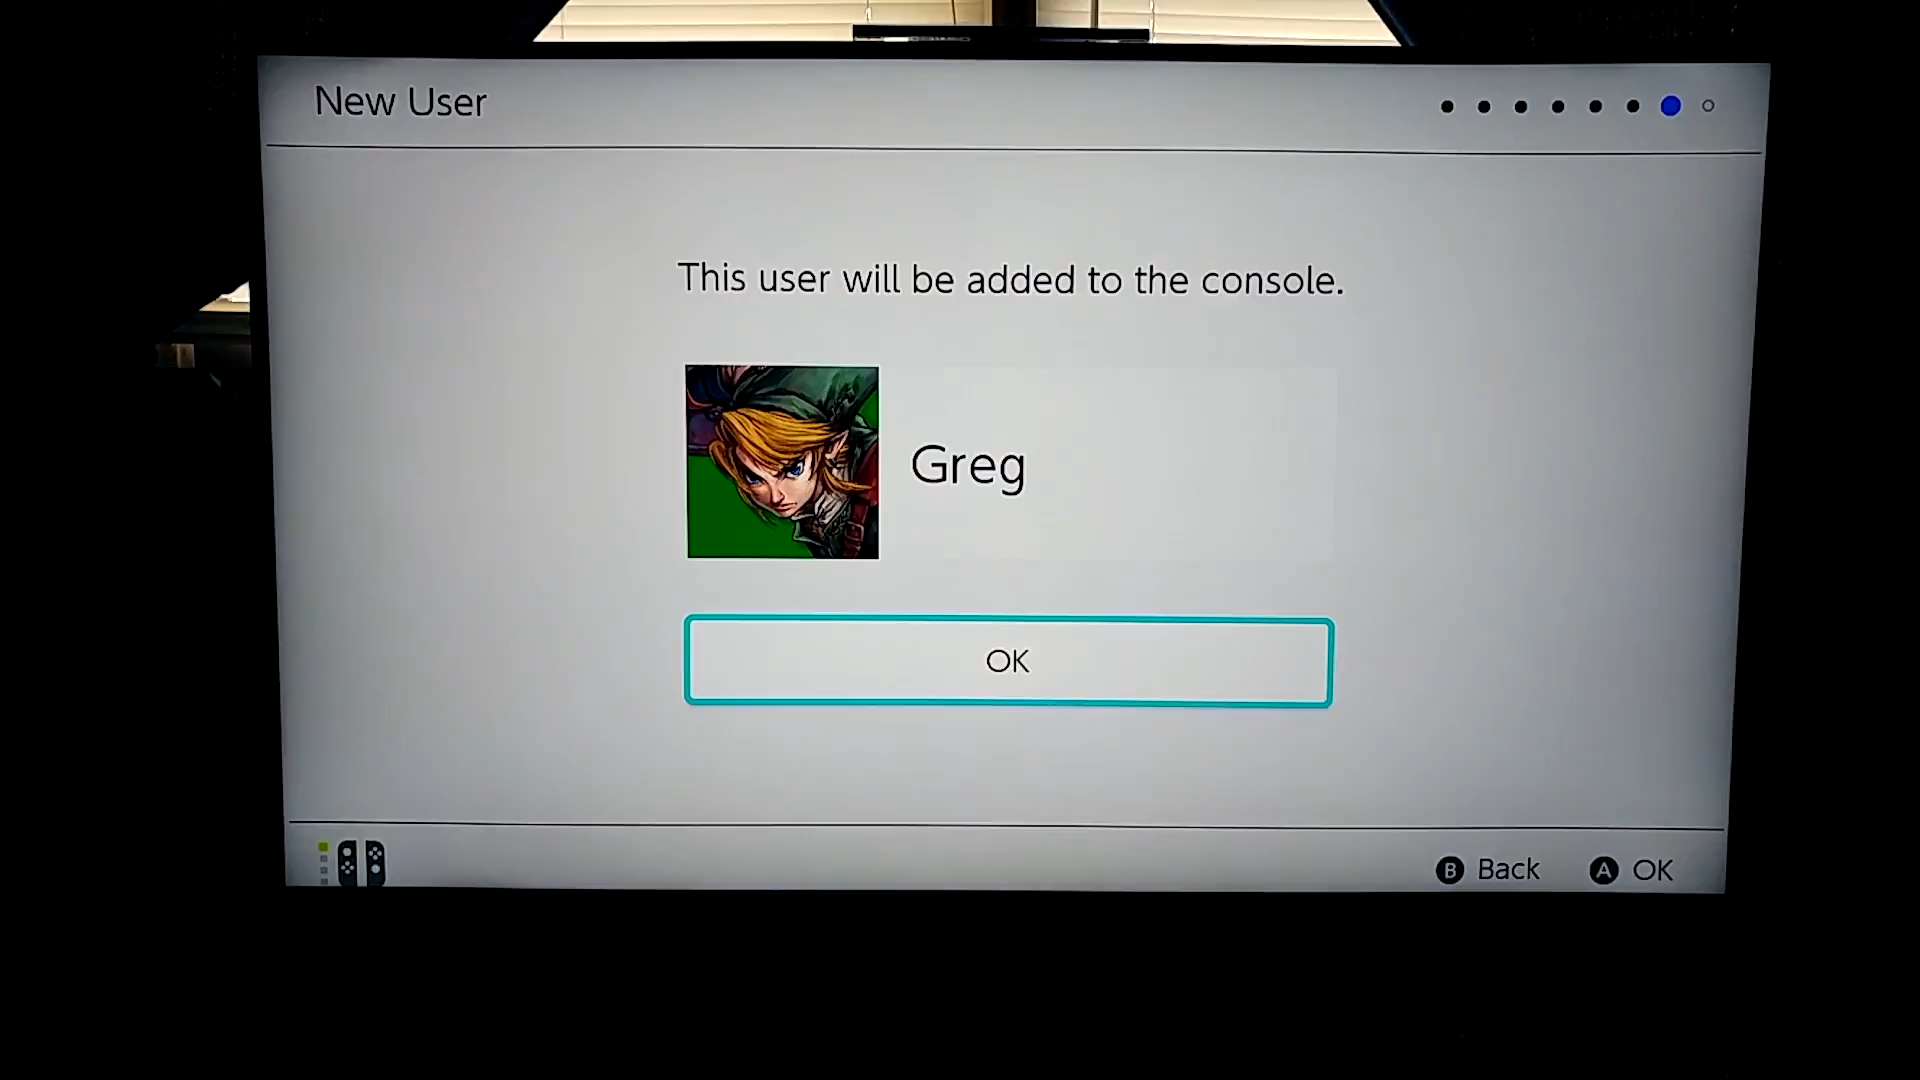 New User
This user will be added to the console.
Greg
OK
B Back A OK